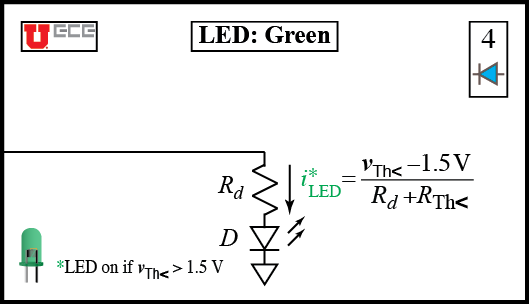 U ECE
LED: Green
4
R_d
i*_LED = (v_Th< – 1.5 V) / (R_d + R_Th<)
D
*LED on if v_Th< > 1.5 V